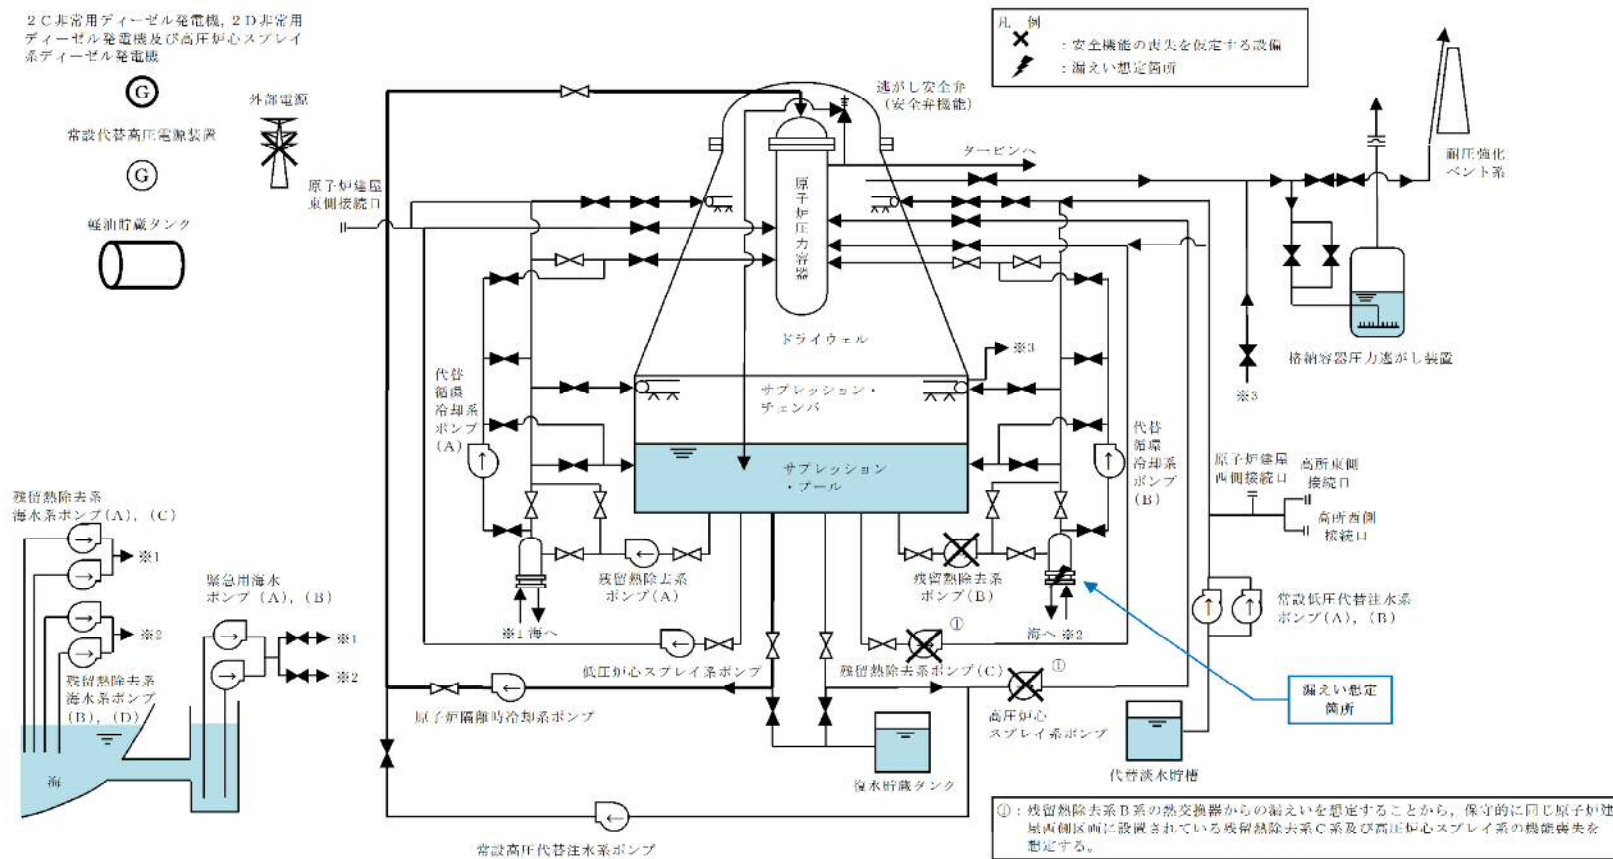 ２Ｃ非常用ディーゼル発電機，２Ｄ非常用
ディーゼル発電機及び高圧炉心スプレイ
系ディーゼル発電機
G
外部電源
常設代替高圧電源装置
G
軽油貯蔵タンク
原子炉建屋
東側接続口
凡 例
：安全機能の喪失を仮定する設備
：漏えい想定箇所
逃がし安全弁
（安全弁機能）
タービンへ
耐圧強化
ベント系
原子炉圧力容器
ドライウェル
※3
格納容器圧力逃がし装置
※3
代替
循環
冷却系
ポンプ
(A)
サプレッション・
チェンバ
サプレッション
・プール
代替
循環
冷却系
ポンプ
(B)
原子炉建屋
西側接続口
高所東側
接続口
高所西側
接続口
残留熱除去系
海水系ポンプ(A)，(C)
※1
※2
残留熱除去系
海水系ポンプ
(B)，(D)
海
緊急用海水
ポンプ(A)，(B)
※1
※2
残留熱除去系
ポンプ(A)
残留熱除去系
ポンプ(B)
※1 海へ
海へ ※2
常設低圧代替注水系
ポンプ(A)，(B)
①
低圧炉心スプレイ系ポンプ
残留熱除去系ポンプ(C)
①
原子炉隔離時冷却系ポンプ
高圧炉心
スプレイ系ポンプ
漏えい想定
箇所
復水貯蔵タンク
代替淡水貯槽
常設高圧代替注水系ポンプ
①：残留熱除去系Ｂ系の熱交換器からの漏えいを想定することから，保守的に同じ原子炉建
屋西側区画に設置されている残留熱除去系Ｃ系及び高圧炉心スプレイ系の機能喪失を
想定する。